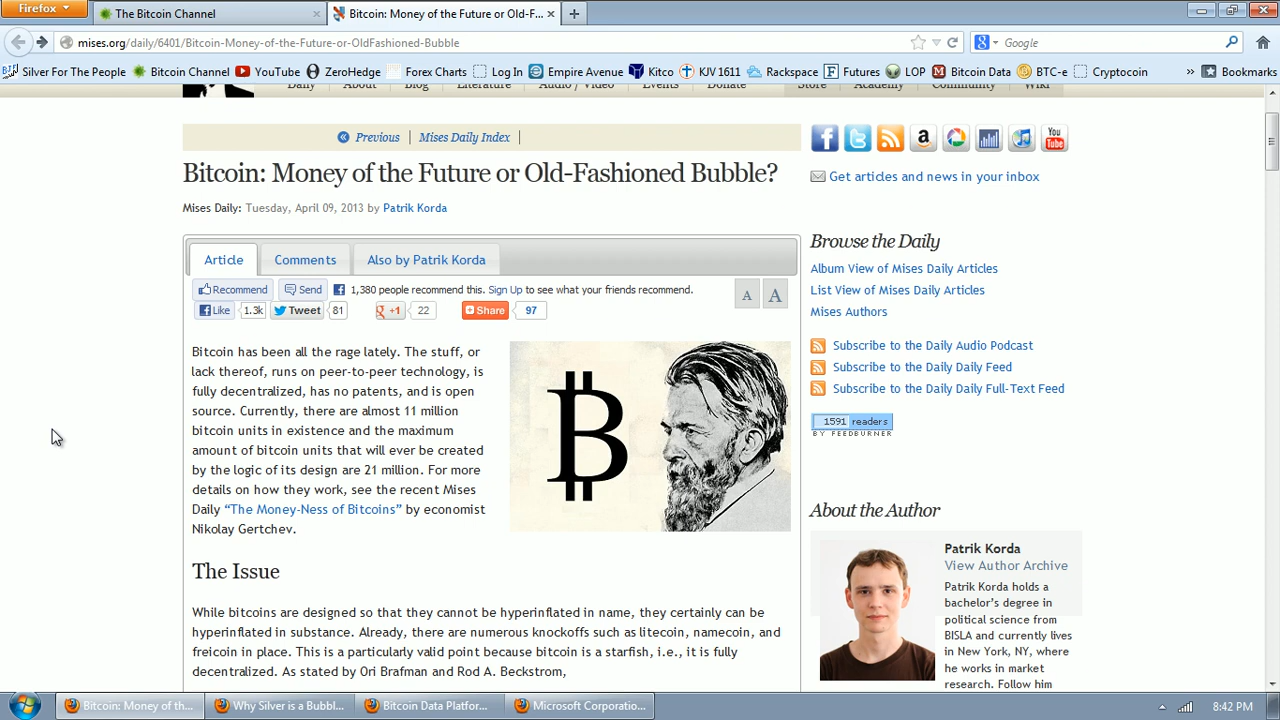 Firefox
The Bitcoin Channel
Bitcoin: Money of the Future or Old-F...
mises.org/daily/6401/Bitcoin-Money-of-the-Future-or-OldFashioned-Bubble
Google
Silver For The People
Bitcoin Channel
YouTube
ZeroHedge
Forex Charts
Log In
Empire Avenue
Kitco
KJV 1611
Rackspace
Futures
LOP
Bitcoin Data
BTC-e
Cryptocoin
»
Bookmarks
Daily
About
Blog
Literature
Audio / Video
Events
Donate
Store
Academy
Community
Wiki
Previous | Mises Daily Index |
Bitcoin: Money of the Future or Old-Fashioned Bubble?
Mises Daily: Tuesday, April 09, 2013 by Patrik Korda
Article
Comments
Also by Patrik Korda
Recommend
Send
1,380 people recommend this. Sign Up to see what your friends recommend.
A A
Like 1.3k
Tweet 81
+1 22
Share 97
Bitcoin has been all the rage lately. The stuff, or
lack thereof, runs on peer-to-peer technology, is
fully decentralized, has no patents, and is open
source. Currently, there are almost 11 million
bitcoin units in existence and the maximum
amount of bitcoin units that will ever be created
by the logic of its design are 21 million. For more
details on how they work, see the recent Mises
Daily “The Money-Ness of Bitcoins” by economist
Nikolay Gertchev.
The Issue
While bitcoins are designed so that they cannot be hyperinflated in name, they certainly can be
hyperinflated in substance. Already, there are numerous knockoffs such as litecoin, namecoin, and
freicoin in place. This is a particularly valid point because bitcoin is a starfish, i.e., it is fully
decentralized. As stated by Ori Brafman and Rod A. Beckstrom,
You Tube
Get articles and news in your inbox
Browse the Daily
Album View of Mises Daily Articles
List View of Mises Daily Articles
Mises Authors
Subscribe to the Daily Audio Podcast
Subscribe to the Daily Daily Feed
Subscribe to the Daily Daily Full-Text Feed
1591 readers
BY FEEDBURNER
About the Author
Patrik Korda
View Author Archive
Patrik Korda holds a
bachelor's degree in
political science from
BISLA and currently lives
in New York, NY, where
he works in market
research. Follow him
Bitcoin: Money of th...
Why Silver is a Bubbl...
Bitcoin Data Platfor...
Microsoft Corporatio...
8:42 PM